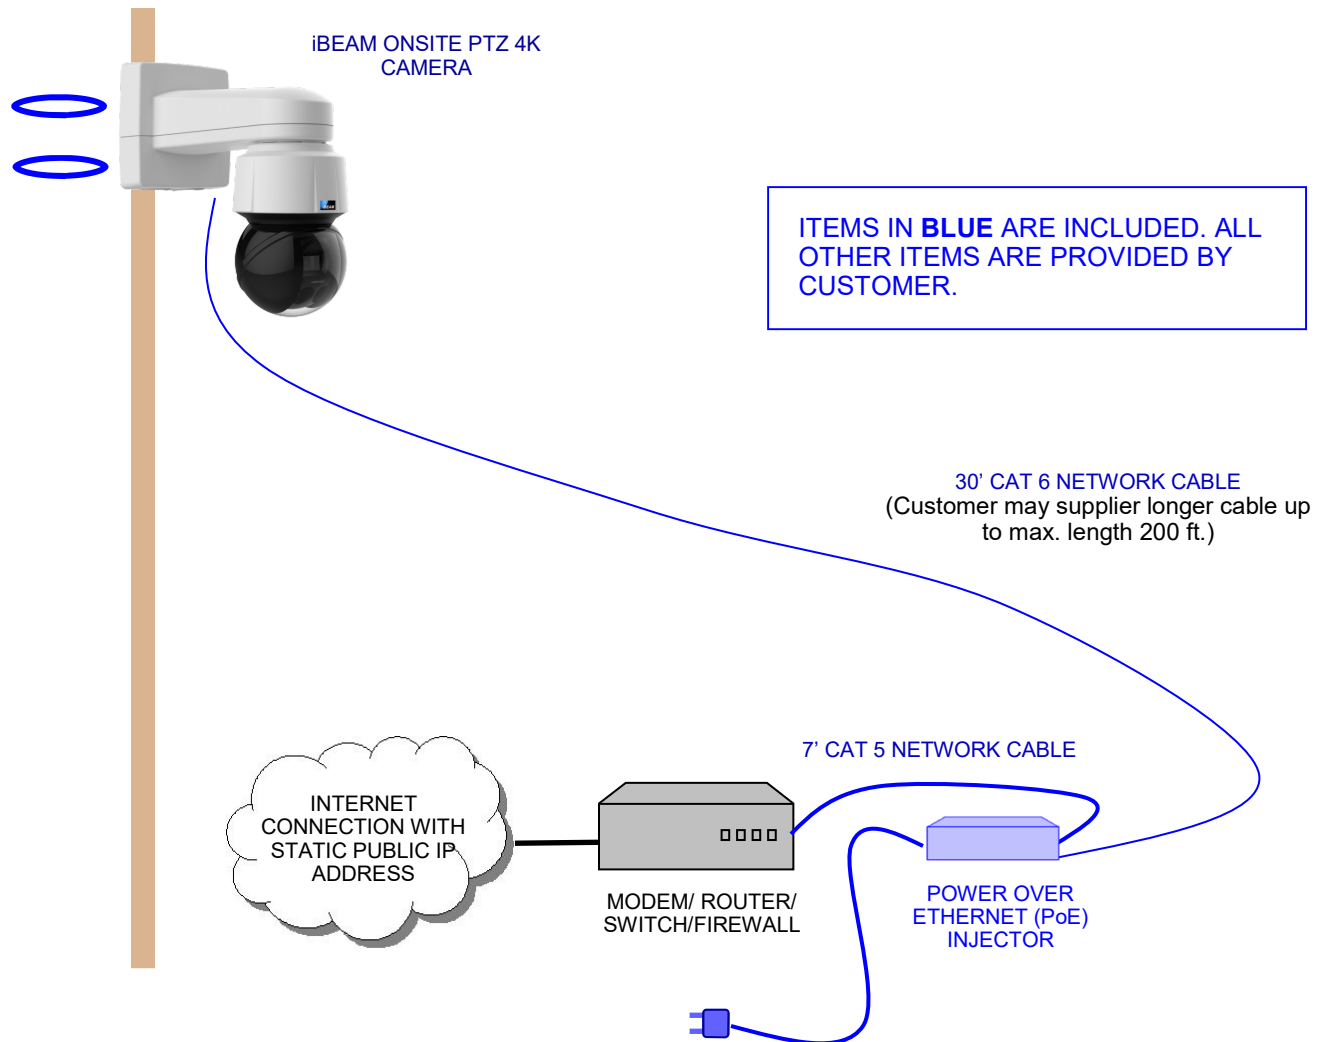 iBEAM ONSITE PTZ 4K
CAMERA
ITEMS IN BLUE ARE INCLUDED. ALL
OTHER ITEMS ARE PROVIDED BY
CUSTOMER.
30’ CAT 6 NETWORK CABLE
(Customer may supplier longer cable up
to max. length 200 ft.)
7’ CAT 5 NETWORK CABLE
INTERNET
CONNECTION WITH
STATIC PUBLIC IP
ADDRESS
MODEM/ ROUTER/
SWITCH/FIREWALL
POWER OVER
ETHERNET (PoE)
INJECTOR